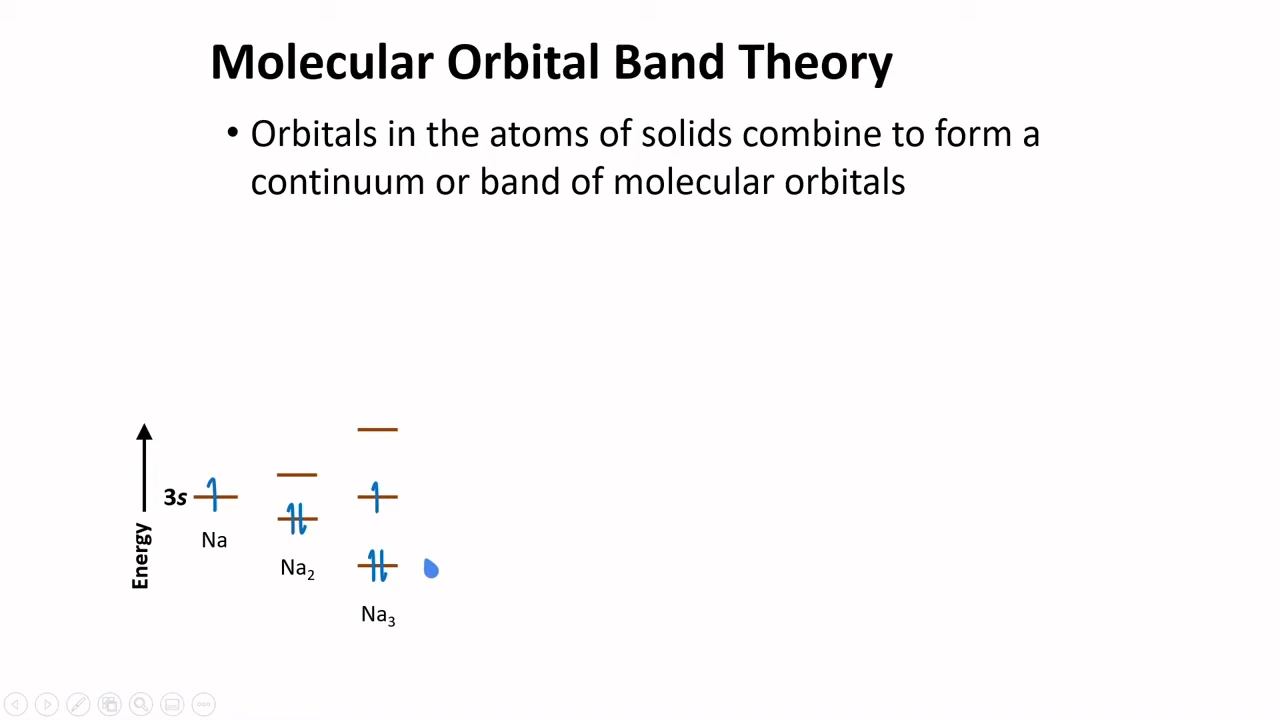 Molecular Orbital Band Theory
• Orbitals in the atoms of solids combine to form a
continuum or band of molecular orbitals
Energy
3s
Na
Na₂
Na₃